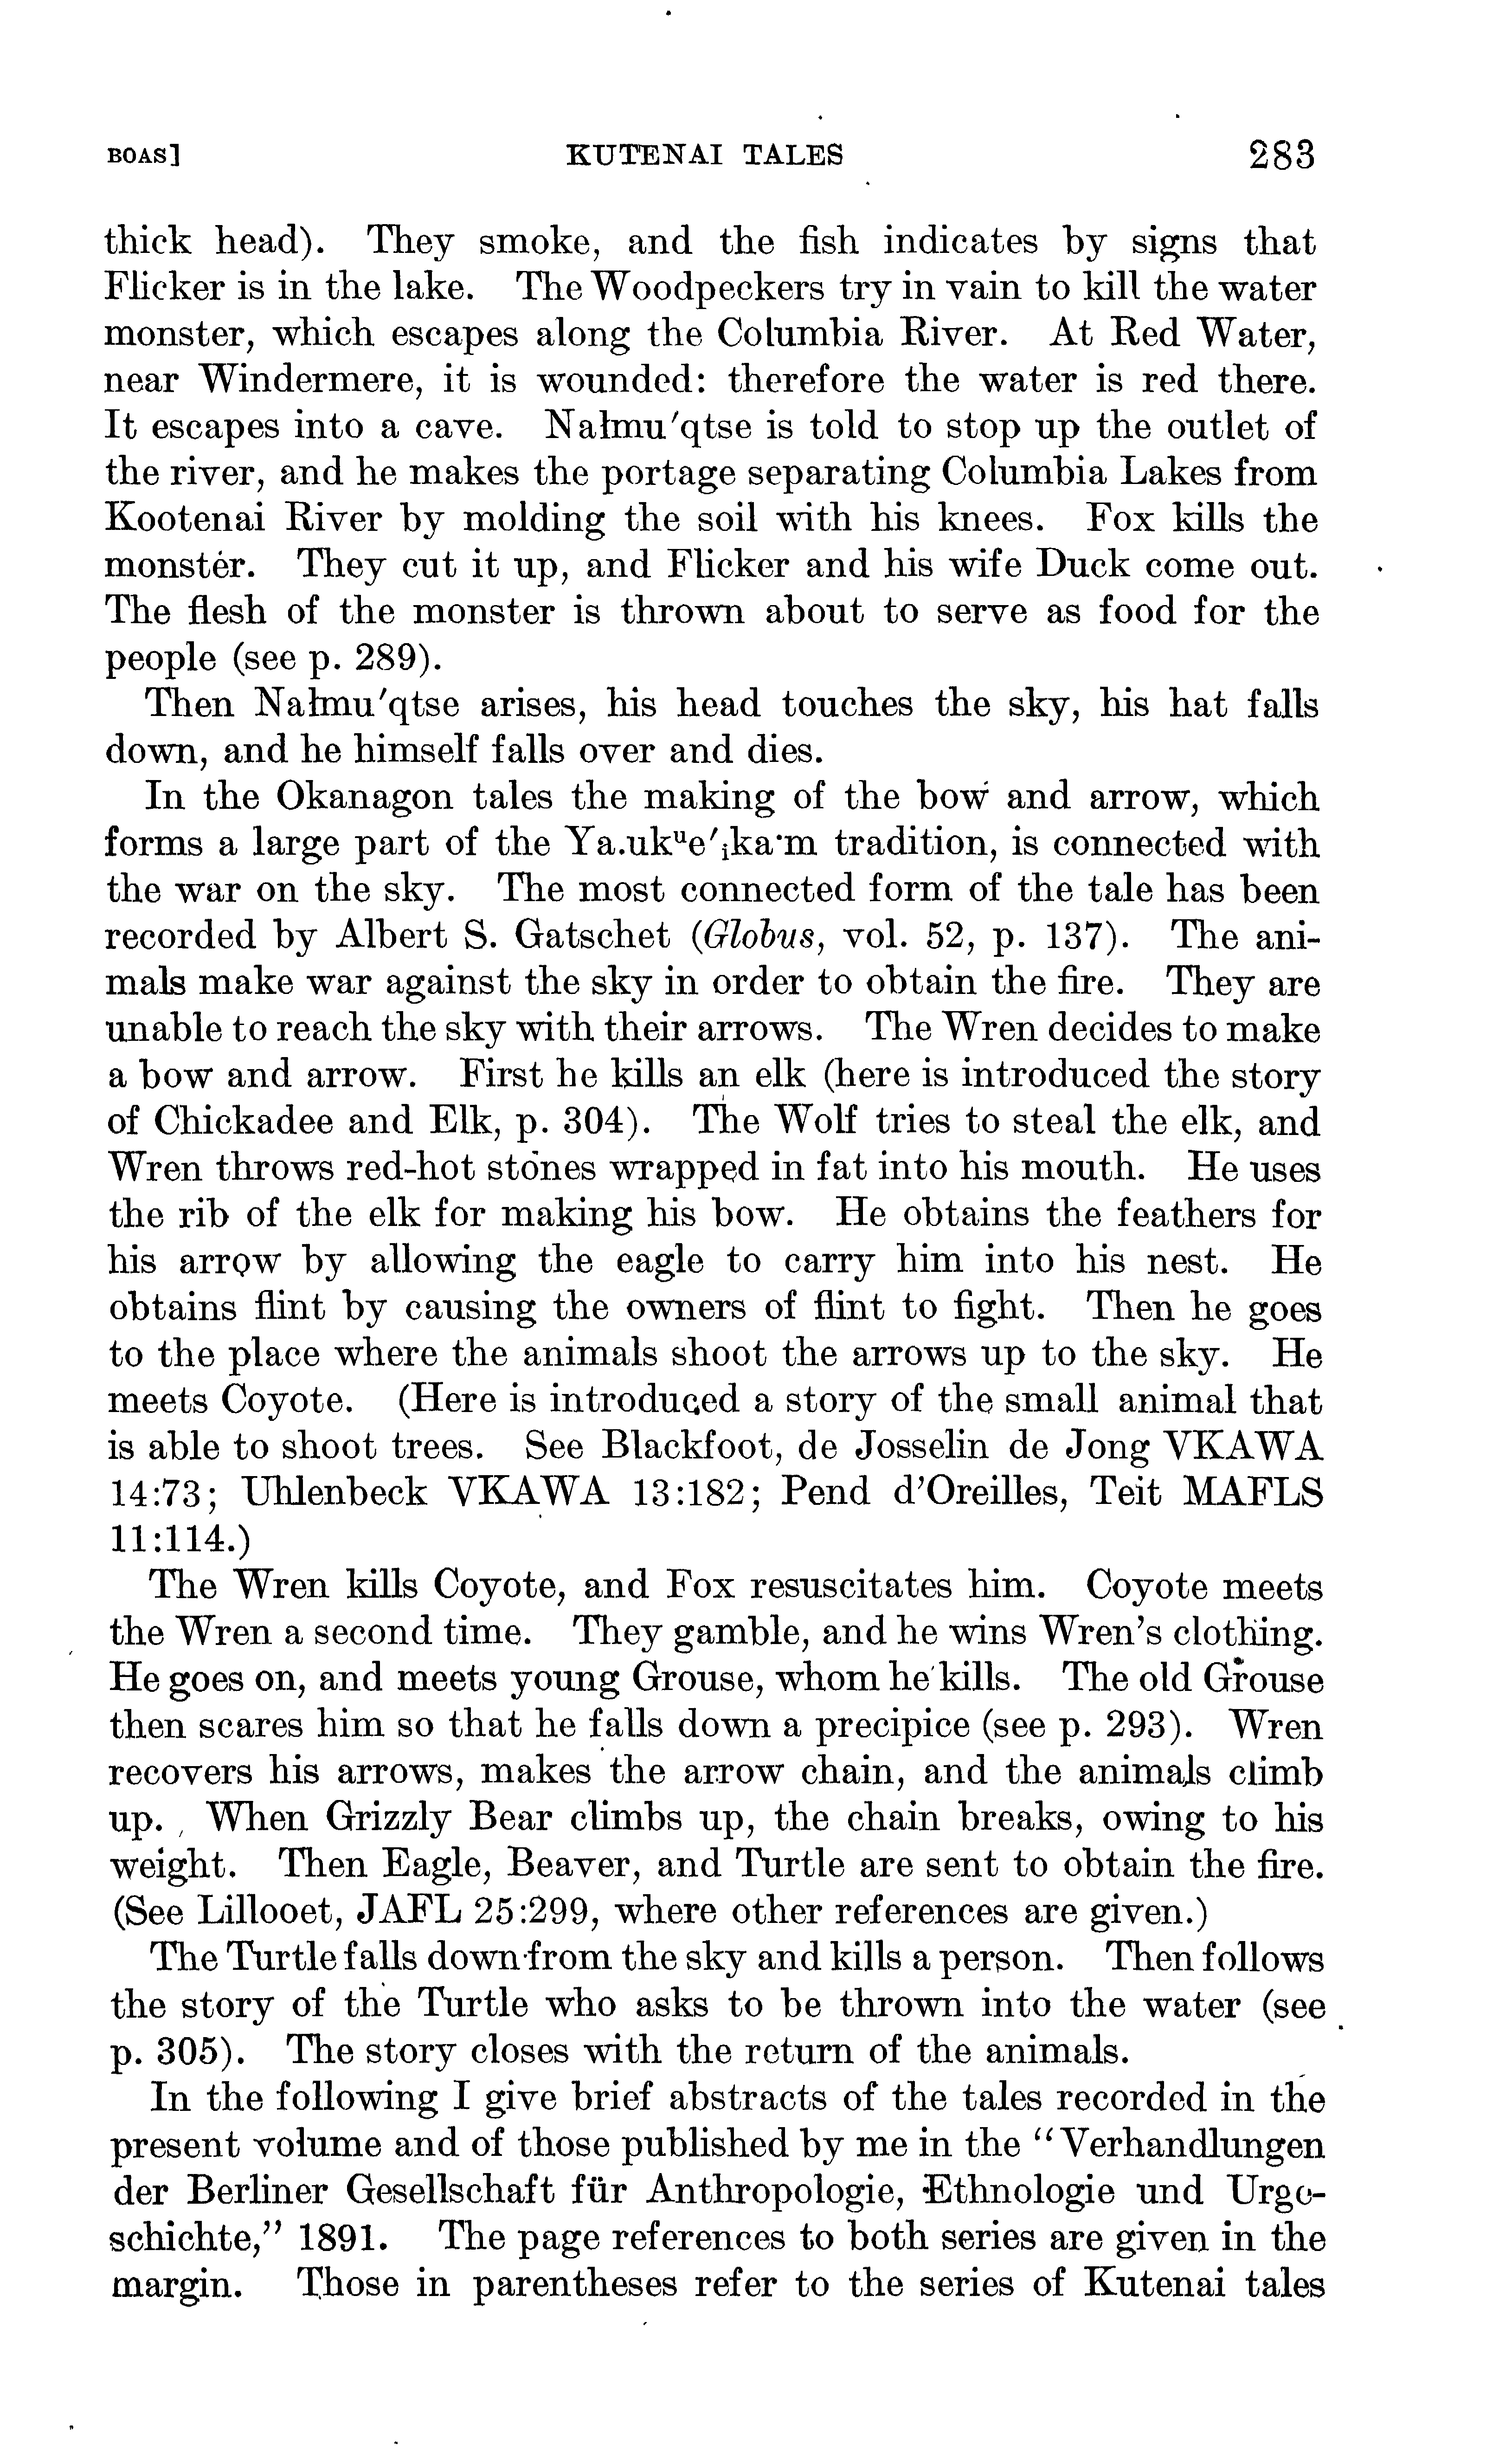 BOAS] KUTENAI TALES 283
thick head). They smoke, and the fish indicates by signs that
Flicker is in the lake. The Woodpeckers try in vain to kill the water
monster, which escapes along the Columbia River. At Red Water,
near Windermere, it is wounded: therefore the water is red there.
It escapes into a cave. Nałmu′qtse is told to stop up the outlet of
the river, and he makes the portage separating Columbia Lakes from
Kootenai River by molding the soil with his knees. Fox kills the
monster. They cut it up, and Flicker and his wife Duck come out.
The flesh of the monster is thrown about to serve as food for the
people (see p. 289).
Then Nałmu′qtse arises, his head touches the sky, his hat falls
down, and he himself falls over and dies.
In the Okanagon tales the making of the bow and arrow, which
forms a large part of the Ya.ukᵘe′ᵢka·m tradition, is connected with
the war on the sky. The most connected form of the tale has been
recorded by Albert S. Gatschet (Globus, vol. 52, p. 137). The ani-
mals make war against the sky in order to obtain the fire. They are
unable to reach the sky with their arrows. The Wren decides to make
a bow and arrow. First he kills an elk (here is introduced the story
of Chickadee and Elk, p. 304). The Wolf tries to steal the elk, and
Wren throws red-hot stones wrapped in fat into his mouth. He uses
the rib of the elk for making his bow. He obtains the feathers for
his arrow by allowing the eagle to carry him into his nest. He
obtains flint by causing the owners of flint to fight. Then he goes
to the place where the animals shoot the arrows up to the sky. He
meets Coyote. (Here is introduced a story of the small animal that
is able to shoot trees. See Blackfoot, de Josselin de Jong VKAWA
14:73; Uhlenbeck VKAWA 13:182; Pend d'Oreilles, Teit MAFLS
11:114.)
The Wren kills Coyote, and Fox resuscitates him. Coyote meets
the Wren a second time. They gamble, and he wins Wren's clothing.
He goes on, and meets young Grouse, whom he kills. The old Grouse
then scares him so that he falls down a precipice (see p. 293). Wren
recovers his arrows, makes the arrow chain, and the animals climb
up. When Grizzly Bear climbs up, the chain breaks, owing to his
weight. Then Eagle, Beaver, and Turtle are sent to obtain the fire.
(See Lillooet, JAFL 25:299, where other references are given.)
The Turtle falls down from the sky and kills a person. Then follows
the story of the Turtle who asks to be thrown into the water (see
p. 305). The story closes with the return of the animals.
In the following I give brief abstracts of the tales recorded in the
present volume and of those published by me in the "Verhandlungen
der Berliner Gesellschaft für Anthropologie, Ethnologie und Urge-
schichte," 1891. The page references to both series are given in the
margin. Those in parentheses refer to the series of Kutenai tales